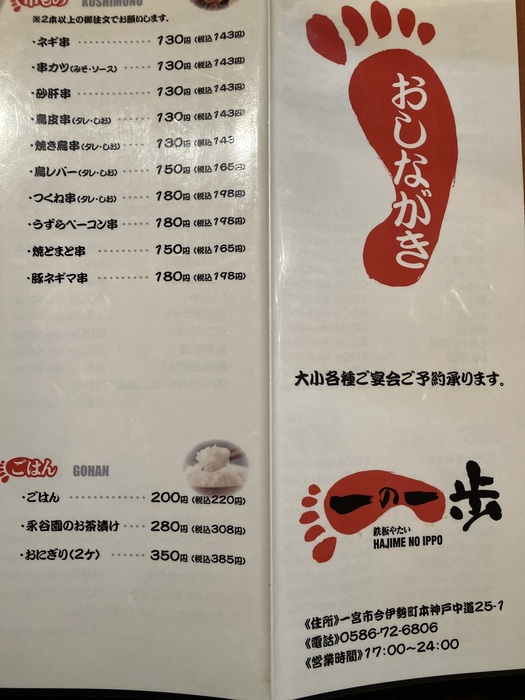 KUSHIMONO
※2本以上の御注文でお願いします。
・ネギ串 ……… 130円(税込143円)
・串カツ(みそ・ソース) …… 130円(税込143円)
・砂肝串 ……… 130円(税込143円)
・鳥皮串(タレ・しお) …… 130円(税込143円)
・焼き鳥串(タレ・しお) …… 130円(税込143
・鳥レバー(タレ・しお) …… 150円(税込165円)
・つくね串(タレ・しお) …… 180円(税込198円)
・うずらベーコン串 …… 180円(税込198円)
・焼とまと串 ……… 150円(税込165円)
・豚ネギマ串 ……… 180円(税込198円)
ごはん GOHAN
・ごはん ……… 200円(税込220円)
・永谷園のお茶漬け …… 280円(税込308円)
・おにぎり(2ケ) …… 350円(税込385円)
おしながき
大小各種ご宴会ご予約承ります。
一の一歩
鉄板やたい
HAJIME NO IPPO
《住所》一宮市今伊勢町本神戸中道25-1
《電話》0586-72-6806
《営業時間》17:00〜24:00